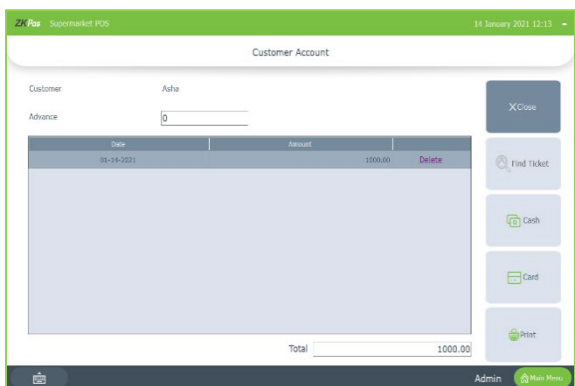 ZKPos Supermarket POS 14 January 2021 12:13
Customer Account
Customer Asha
Advance 0
XClose
Date Amount
01-14-2021 1000.00 Delete
Find Ticket
Cash
Card
Print
Total 1000.00
Admin Main Menu